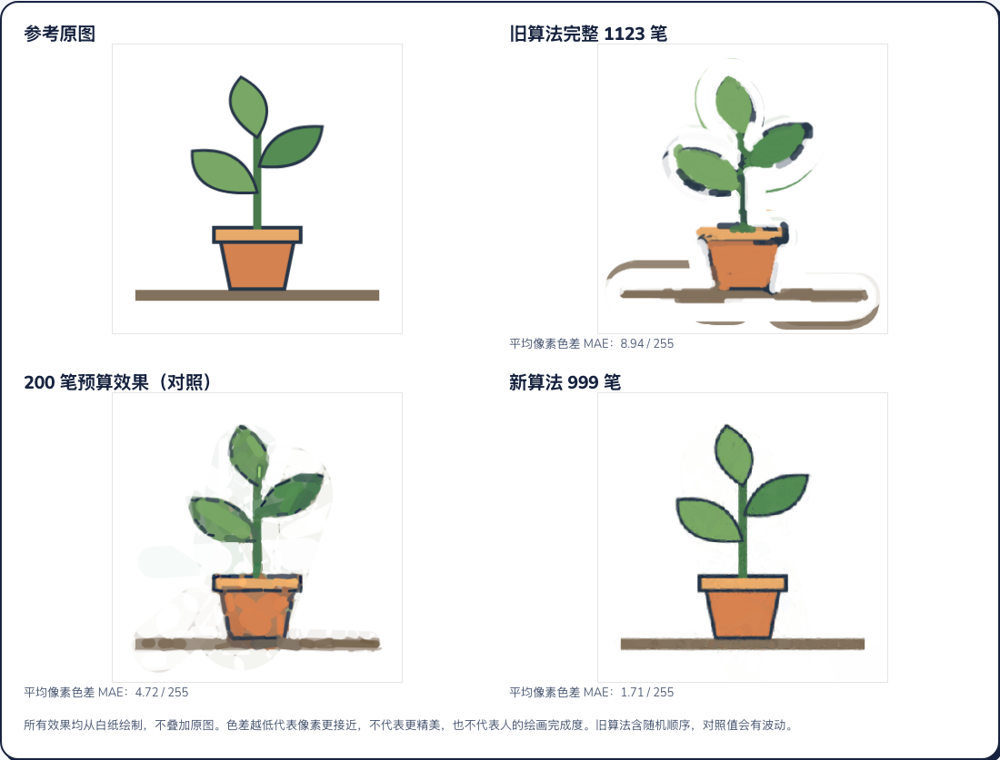 参考原图
旧算法完整 1123 笔
平均像素色差 MAE：8.94 / 255
200 笔预算效果（对照）
新算法 999 笔
平均像素色差 MAE：4.72 / 255
平均像素色差 MAE：1.71 / 255
所有效果均从白纸绘制，不叠加原图。色差越低代表像素更接近，不代表更精美，也不代表人的绘画完成度。旧算法含随机顺序，对照值会有波动。